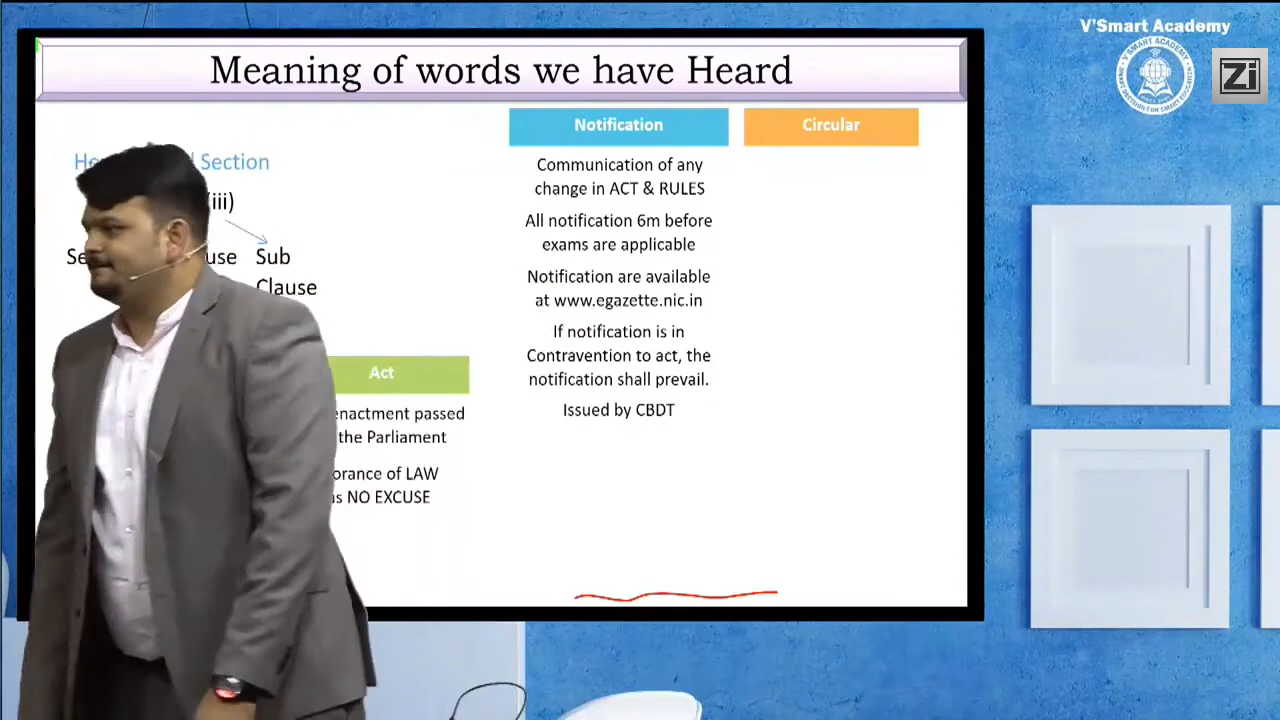 V'Smart Academy
Zi
Meaning of words we have Heard
Notification
Circular
Section
(iii)
Sub
Clause
Communication of any
change in ACT & RULES
All notification 6m before
exams are applicable
Notification are available
at www.egazette.nic.in
If notification is in
Contravention to act, the
notification shall prevail.
Issued by CBDT
Act
enactment passed
the Parliament
of LAW
NO EXCUSE